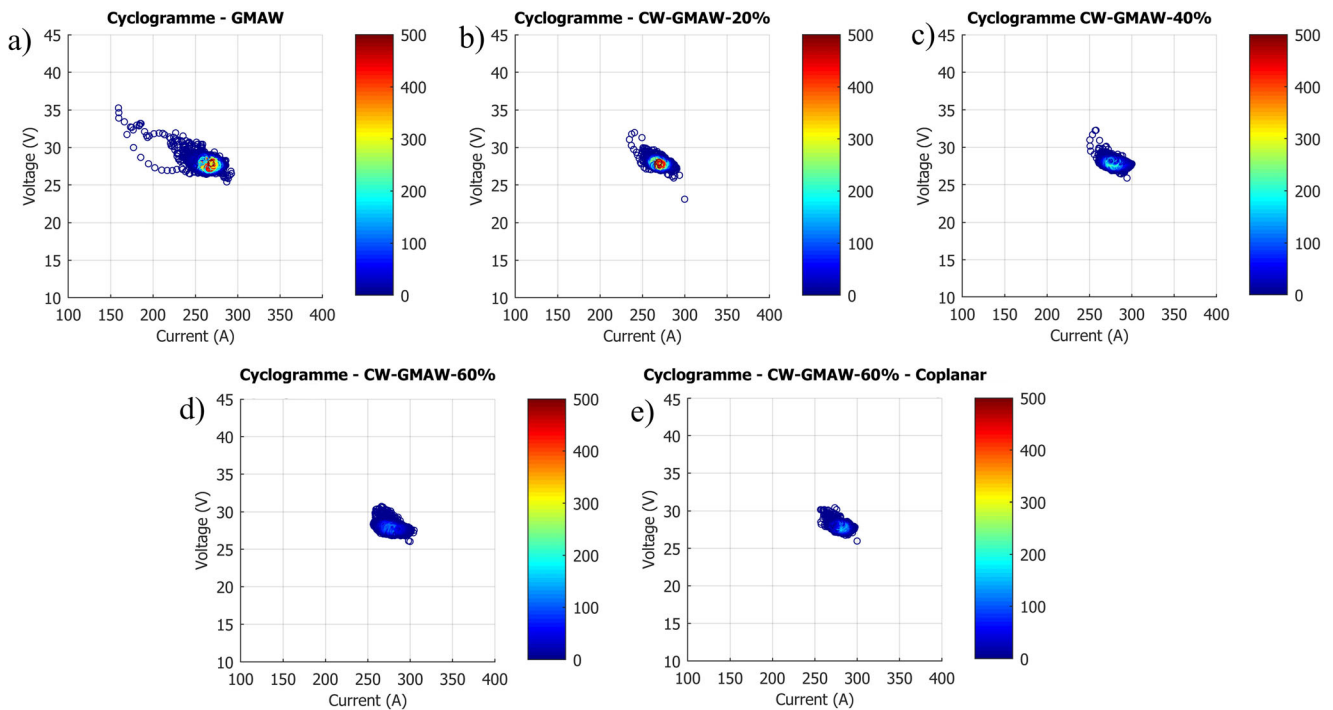 Cyclogramme - GMAW
a)
45
40
35
30
25
20
15
10
Voltage (V)
100 150 200 250 300 350 400
Current (A)
500
400
300
200
100
0
Cyclogramme - CW-GMAW-20%
b)
45
40
35
30
25
20
15
10
Voltage (V)
100 150 200 250 300 350 400
Current (A)
500
400
300
200
100
0
Cyclogramme CW-GMAW-40%
c)
45
40
35
30
25
20
15
10
Voltage (V)
100 150 200 250 300 350 400
Current (A)
500
400
300
200
100
0
Cyclogramme - CW-GMAW-60%
d)
45
40
35
30
25
20
15
10
Voltage (V)
100 150 200 250 300 350 400
Current (A)
500
400
300
200
100
0
Cyclogramme - CW-GMAW-60% - Coplanar
e)
45
40
35
30
25
20
15
10
Voltage (V)
100 150 200 250 300 350 400
Current (A)
500
400
300
200
100
0